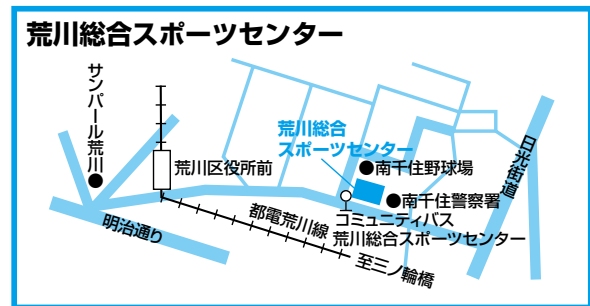 荒川総合スポーツセンター
サンパール荒川
荒川区役所前
荒川総合
スポーツセンター
南千住野球場
南千住警察署
コミュニティバス
荒川総合スポーツセンター
日光街道
明治通り
都電荒川線
至三ノ輪橋